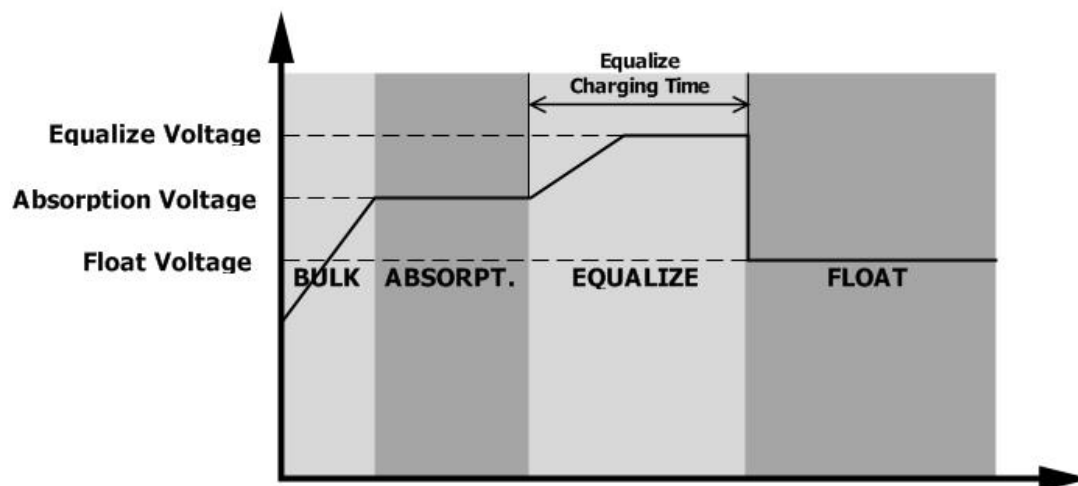 Equalize
Charging Time
Equalize Voltage
Absorption Voltage
Float Voltage
BULK
ABSORPT.
EQUALIZE
FLOAT